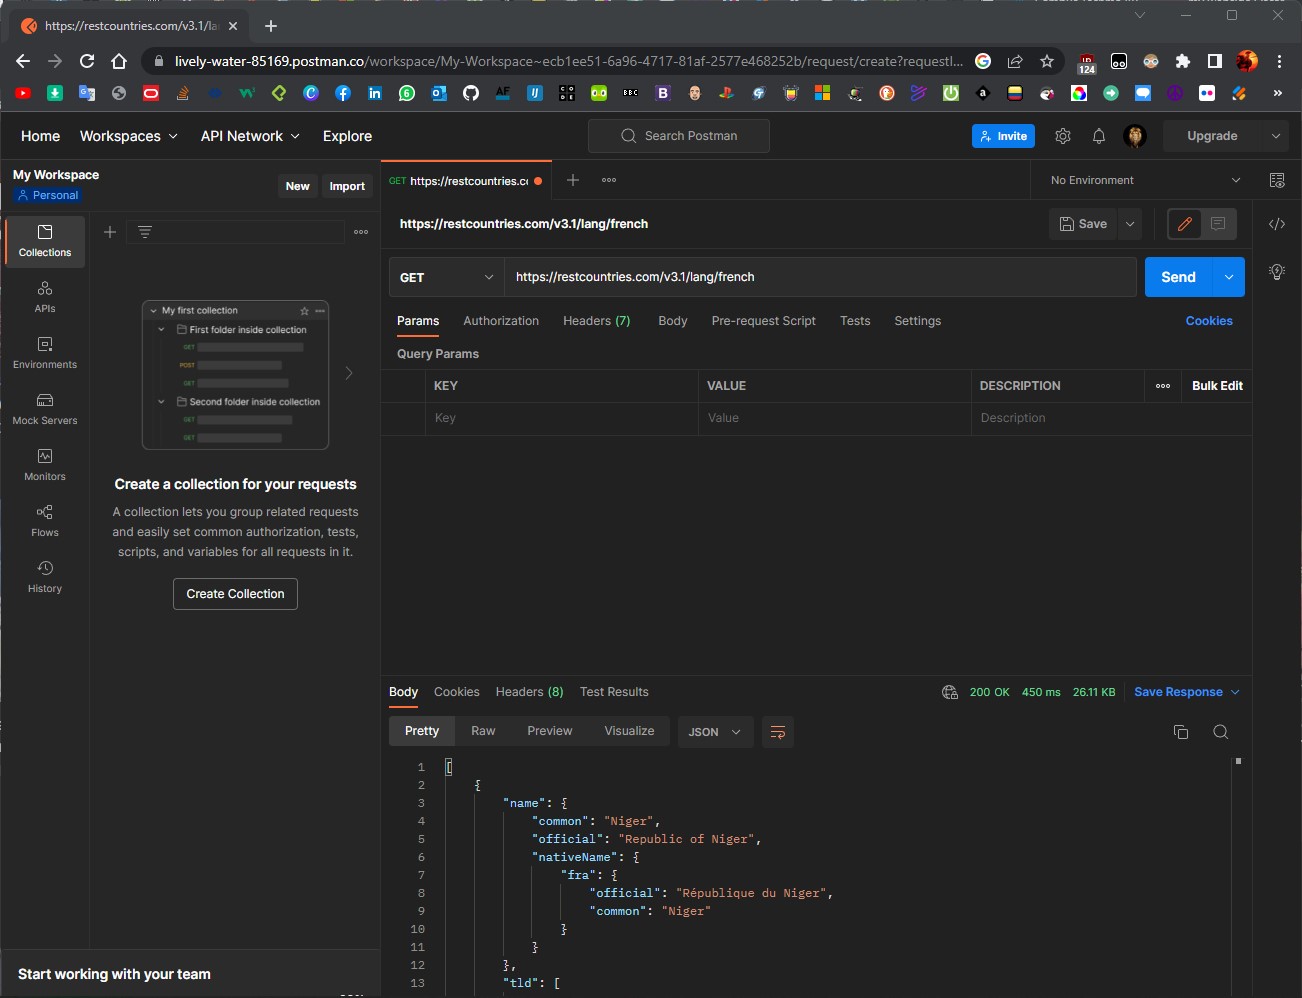 https://restcountries.com/v3.1/la
lively-water-85169.postman.co/workspace/My-Workspace~ecb1ee51-6a96-4717-81af-2577e468252b/request/create?requestI...
124
Home Workspaces API Network Explore Search Postman Invite Upgrade
My Workspace
Personal
New Import
GET https://restcountries.cc
No Environment
https://restcountries.com/v3.1/lang/french
Save
GET https://restcountries.com/v3.1/lang/french Send
Params Authorization Headers (7) Body Pre-request Script Tests Settings Cookies
Query Params
KEY VALUE DESCRIPTION Bulk Edit
Key Value Description
Collections
APIs
Environments
Mock Servers
Monitors
Flows
History
My first collection
First folder inside collection
GET
POST
GET
Second folder inside collection
GET
GET
Create a collection for your requests
A collection lets you group related requests
and easily set common authorization, tests,
scripts, and variables for all requests in it.
Create Collection
Start working with your team
Body Cookies Headers (8) Test Results 200 OK 450 ms 26.11 KB Save Response
Pretty Raw Preview Visualize JSON
1 [
2 {
3 "name": {
4 "common": "Niger",
5 "official": "Republic of Niger",
6 "nativeName": {
7 "fra": {
8 "official": "République du Niger",
9 "common": "Niger"
10 }
11 }
12 },
13 "tld": [